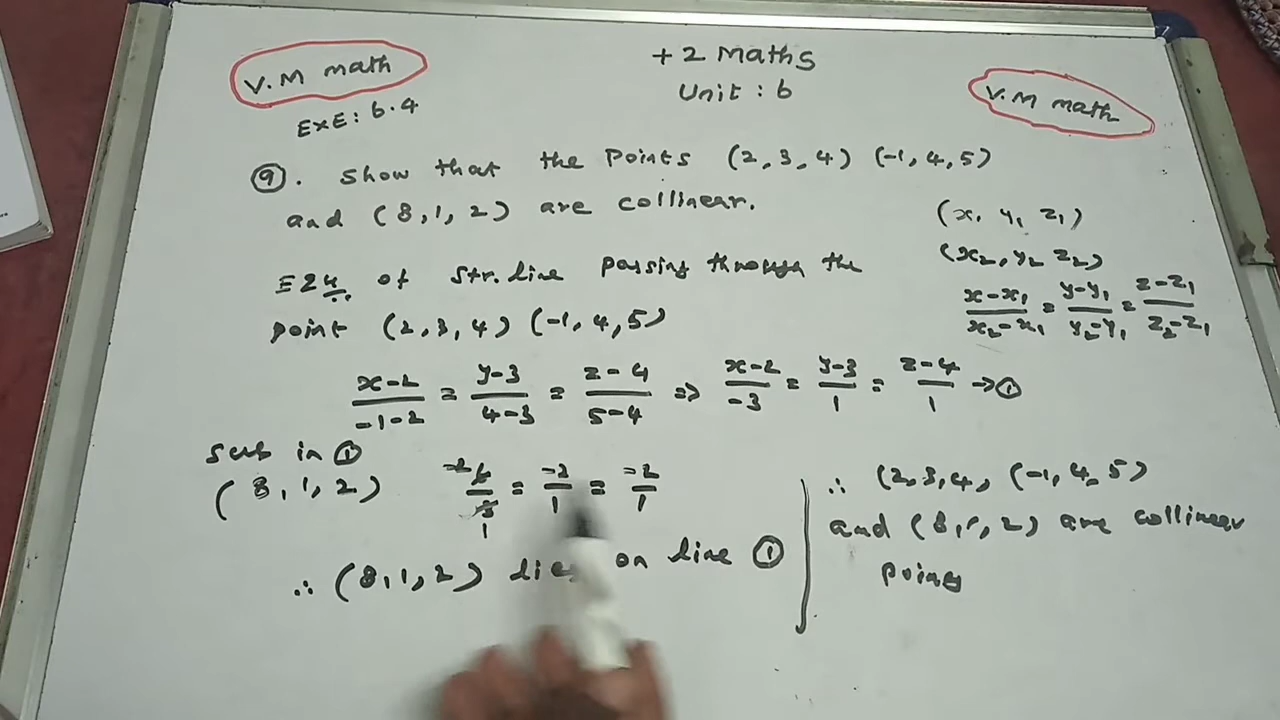 V.M math
+2 Maths
Unit : 6
V.M math
EXE: 6.4
9. Show that the points (2,3,4) (-1,4,5)
and (8,1,2) are collinear.
(x, y, z1)
(x2, y2 z2)
x-x1/x2-x1 = y-y1/y2-y1 = z-z1/z2-z1
Eqn. of Str.line passing through the
point (2,3,4) (-1,4,5)
x-2/-1-2 = y-3/4-3 = z-4/5-4 => x-2/-3 = y-3/1 = z-4/1 → ①
Sub in ①
(8,1,2) = -2/1 = -2/1
∴ (8,1,2) on line ①
∴ (2,3,4, (-1,4,5)
and (8,1,2) are collinear
points